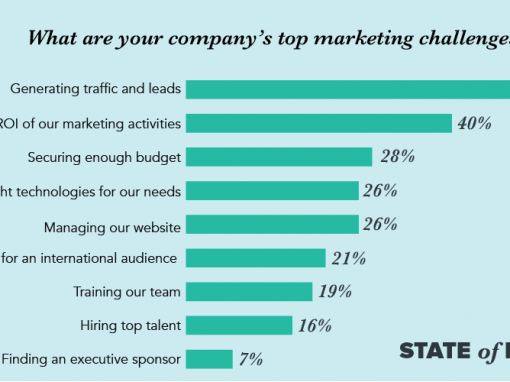 What are your company's top marketing challenge
Generating traffic and leads
ROI of our marketing activities 40%
Securing enough budget 28%
technologies for our needs 26%
Managing our website 26%
for an international audience 21%
Training our team 19%
Hiring top talent 16%
Finding an executive sponsor 7%
STATE of